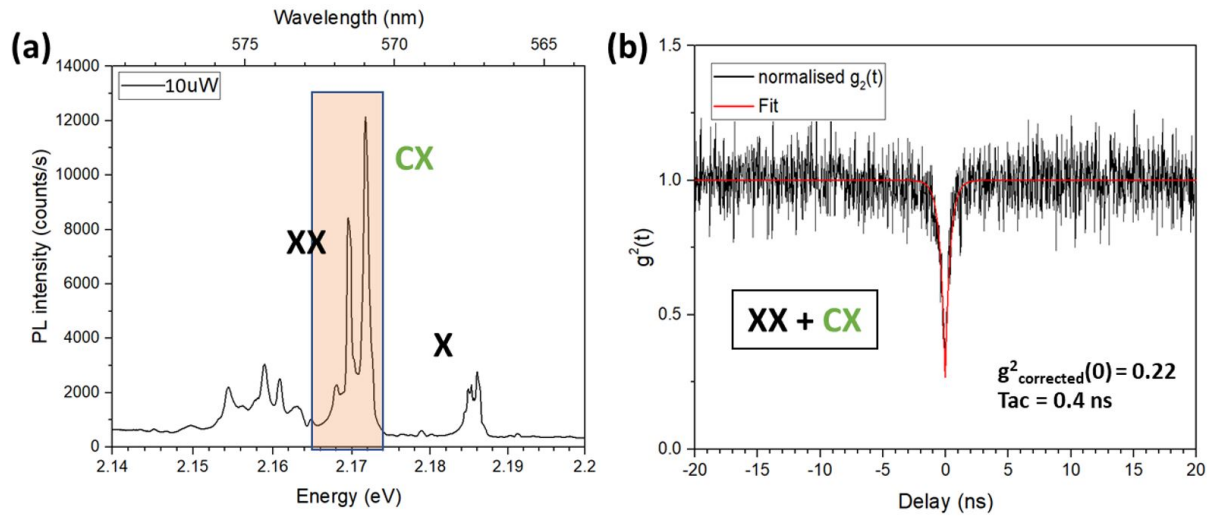 (a)
Wavelength (nm)
575 570 565
10uW
PL intensity (counts/s)
14000
12000
10000
8000
6000
4000
2000
0
CX
XX
X
2.14 2.15 2.16 2.17 2.18 2.19 2.2
Energy (eV)
(b)
g²(t)
1.5
1.0
0.5
0.0
normalised g₂(t)
Fit
XX + CX
g²corrected(0) = 0.22
Tac = 0.4 ns
-20 -15 -10 -5 0 5 10 15 20
Delay (ns)